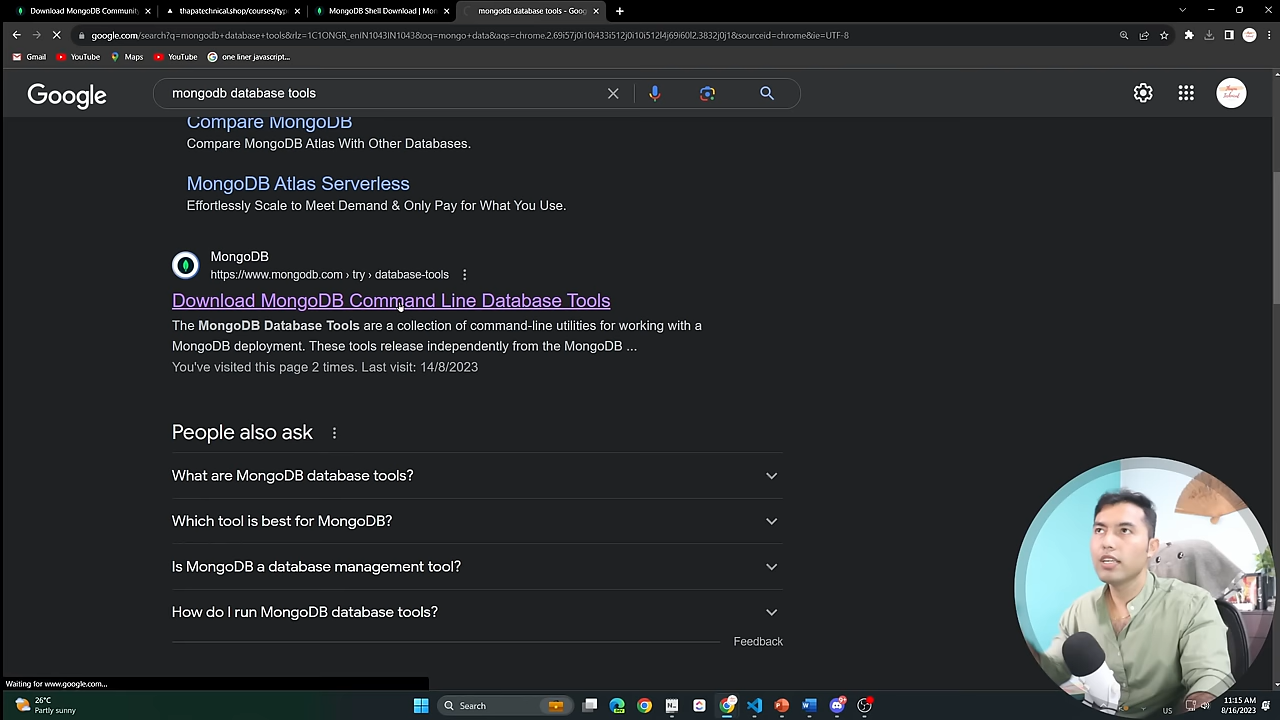 Download MongoDB Community
thapatechnical.shop/courses/typ
MongoDB Shell Download | Mon
mongodb database tools - Goog
google.com/search?q=mongodb+database+tools&rlz=1C1ONGR_enIN1043IN1043&oq=mongo+data&aqs=chrome.2.69i57j0i10i433i512j0i10i512l4j69i60l2.3832j0j1&sourceid=chrome&ie=UTF-8
Gmail
YouTube
Maps
YouTube
one liner javascript...
Google
mongodb database tools
Compare MongoDB
Compare MongoDB Atlas With Other Databases.
MongoDB Atlas Serverless
Effortlessly Scale to Meet Demand & Only Pay for What You Use.
MongoDB
https://www.mongodb.com › try › database-tools
Download MongoDB Command Line Database Tools
The MongoDB Database Tools are a collection of command-line utilities for working with a
MongoDB deployment. These tools release independently from the MongoDB ...
You've visited this page 2 times. Last visit: 14/8/2023
People also ask
What are MongoDB database tools?
Which tool is best for MongoDB?
Is MongoDB a database management tool?
How do I run MongoDB database tools?
Feedback
Waiting for www.google.com...
26°C
Partly sunny
Search
US
11:15 AM
8/16/2023